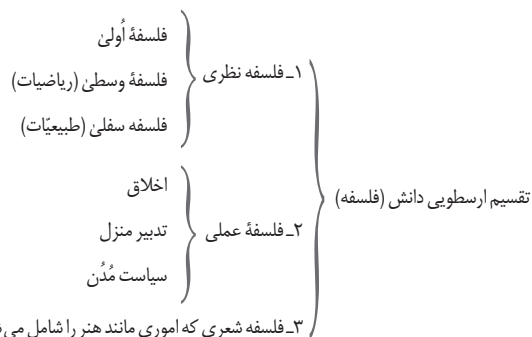 تقسیم ارسطویی دانش (فلسفه)
۱ـ فلسفه نظری
فلسفهٔ اُولیٰ
فلسفهٔ وسطیٰ (ریاضیات)
فلسفه سفلیٰ (طبیعیّات)
۲ـ فلسفهٔ عملی
اخلاق
تدبیر منزل
سیاست مُدُن
۳ـ فلسفه شعری که اموری مانند هنر را شامل می